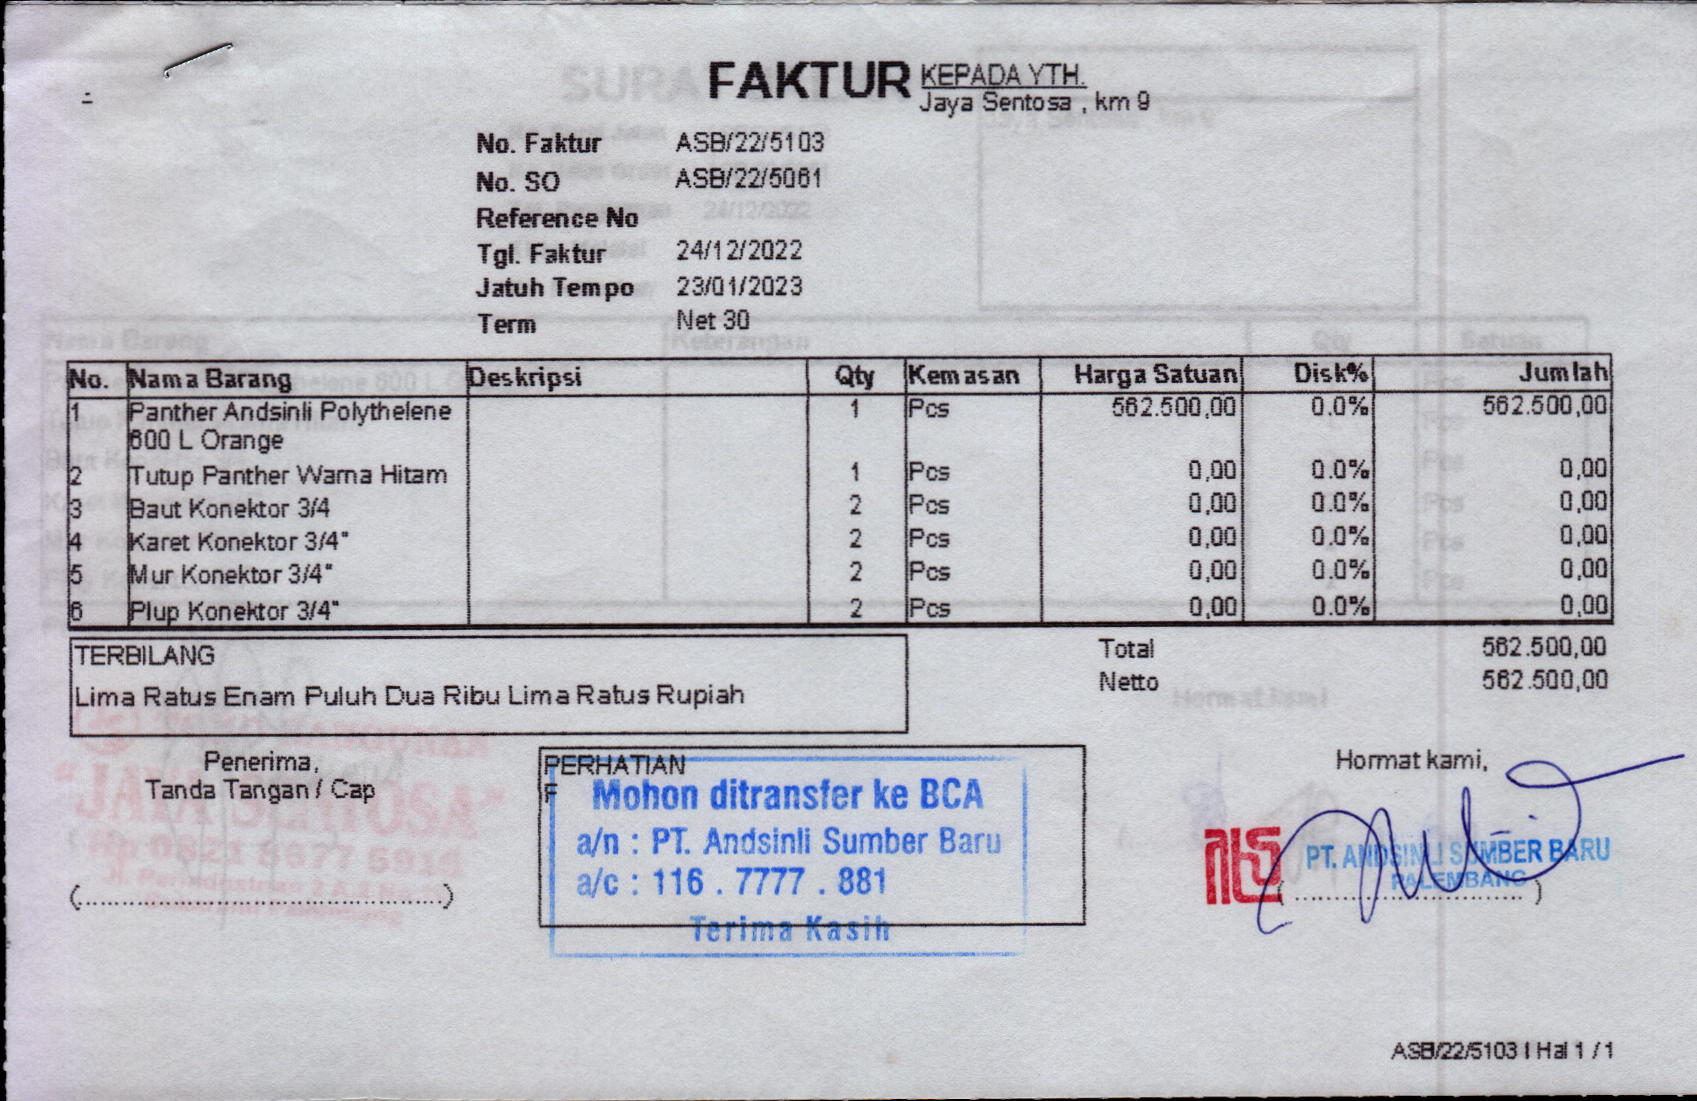 FAKTUR
KEPADA YTH.
Jaya Sentosa , km 9
No. Faktur ASB/22/5103
No. SO ASB/22/5061
Reference No
Tgl. Faktur 24/12/2022
Jatuh Tempo 23/01/2023
Term Net 30
No. Nama Barang Deskripsi Qty Kemasan Harga Satuan Disk% Jumlah
1 Panther Andsinli Polythelene 1 Pcs 562.500,00 0.0% 562.500,00
600 L Orange
2 Tutup Panther Warna Hitam 1 Pcs 0,00 0.0% 0,00
3 Baut Konektor 3/4 2 Pcs 0,00 0.0% 0,00
4 Karet Konektor 3/4" 2 Pcs 0,00 0.0% 0,00
5 Mur Konektor 3/4" 2 Pcs 0,00 0.0% 0,00
6 Plup Konektor 3/4" 2 Pcs 0,00 0.0% 0,00
TERBILANG
Lima Ratus Enam Puluh Dua Ribu Lima Ratus Rupiah
Total 562.500,00
Netto 562.500,00
Penerima,
Tanda Tangan / Cap
(........................................)
PERHATIAN
F
Mohon ditransfer ke BCA
a/n : PT. Andsinli Sumber Baru
a/c : 116 . 7777 . 881
Terima Kasih
Hormat kami,
PT. ANDSINLI SUMBER BARU
PALEMBANG
(..............................)
ASB/22/5103 I Hal 1 / 1